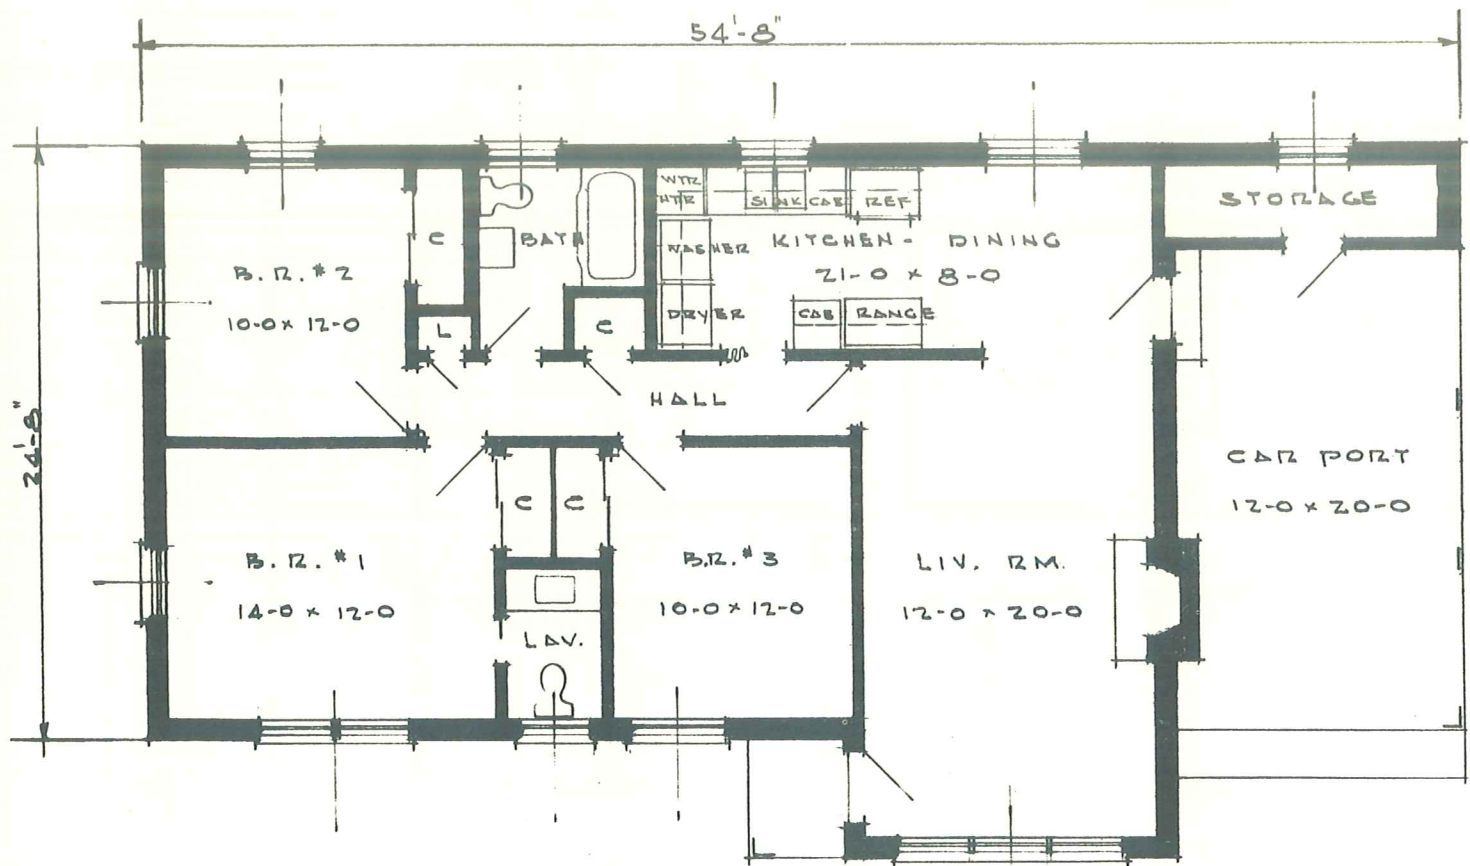 54'-8"
24'-8"
B.R. #2
10-0 x 12-0
C
L
BATH
C
WTR
HTR
SINK CAB
REF
WASHER
DRYER
KITCHEN - DINING
21-0 x 8-0
CAB
RANGE
STORAGE
HALL
CAR PORT
12-0 x 20-0
B.R. #1
14-0 x 12-0
C
C
LAV.
B.R. #3
10-0 x 12-0
LIV. RM.
12-0 x 20-0